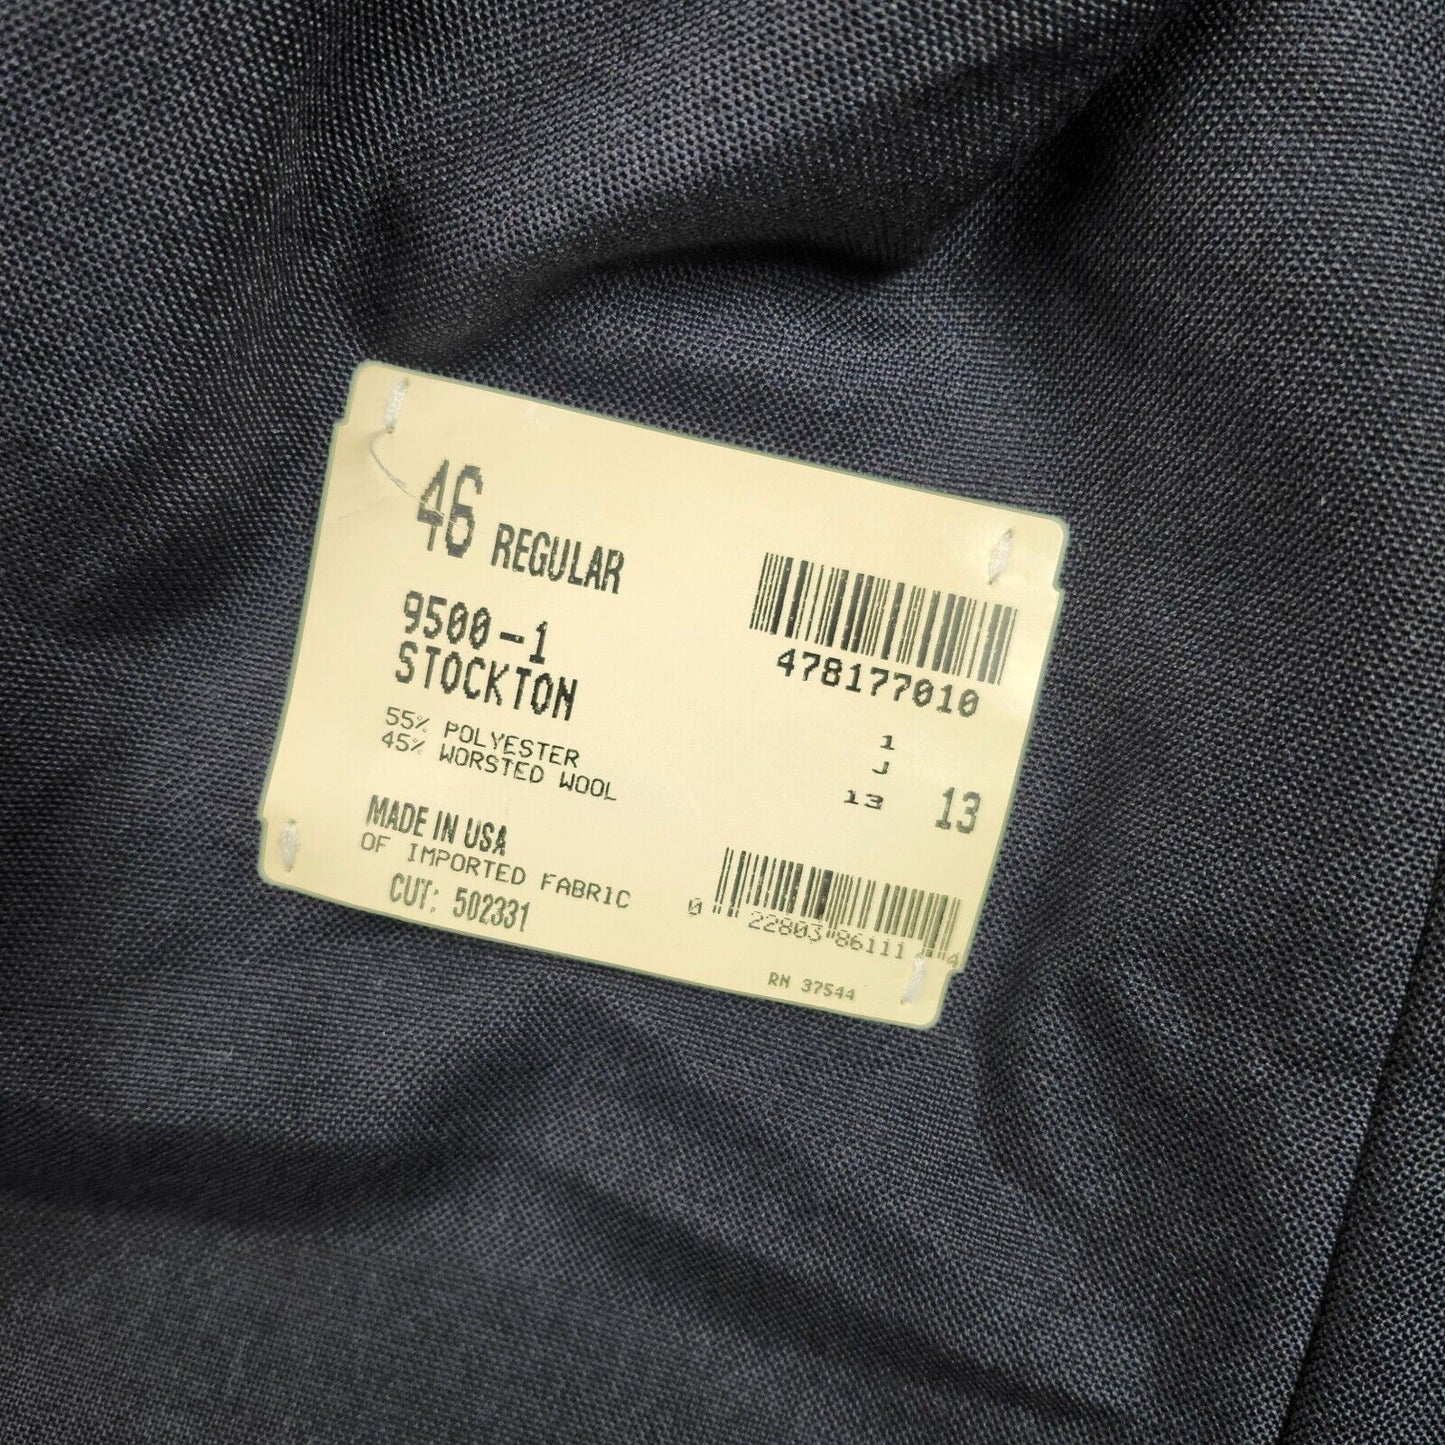 46 REGULAR
9500-1
STOCKTON
55% POLYESTER
45% WORSTED WOOL
MADE IN USA
OF IMPORTED FABRIC
CUT: 502331
478177010
1
J
13 13
0 22803 86111 4
RN 37544